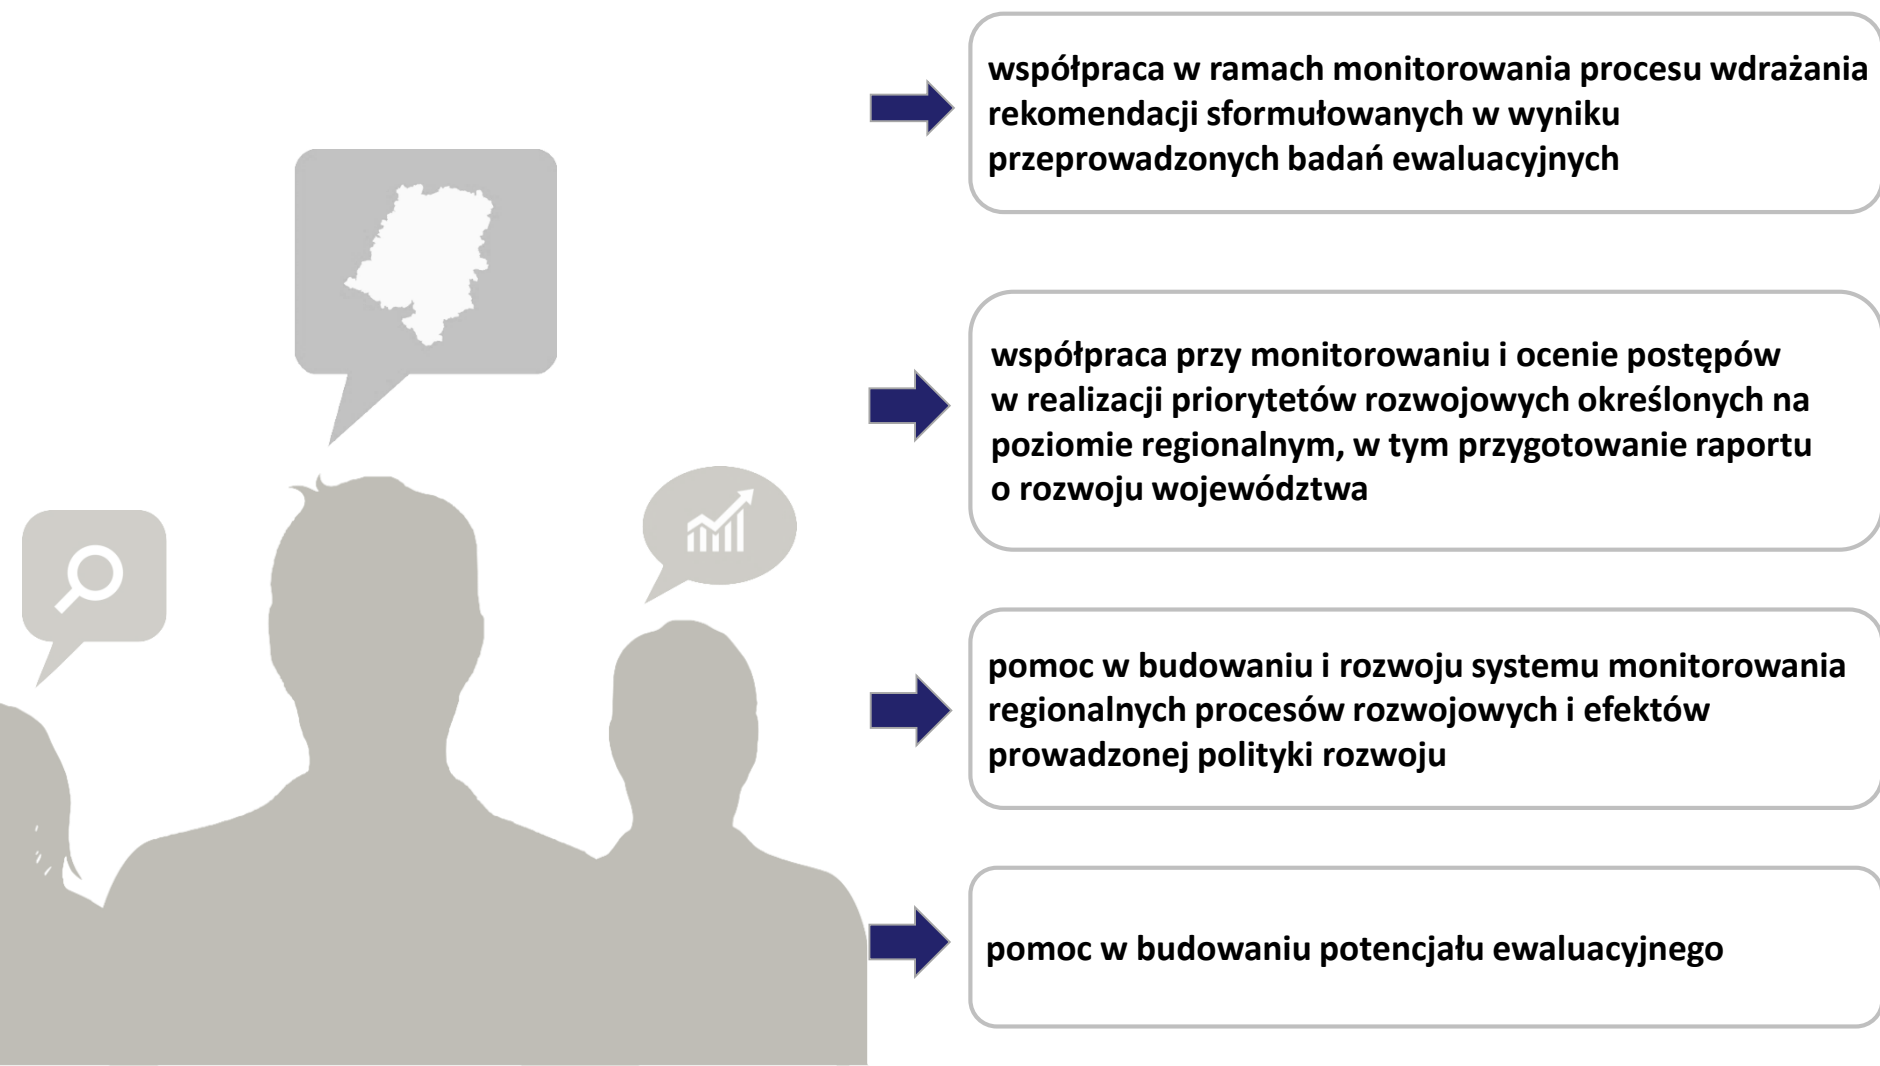 współpraca w ramach monitorowania procesu wdrażania
rekomendacji sformułowanych w wyniku
przeprowadzonych badań ewaluacyjnych
współpraca przy monitorowaniu i ocenie postępów
w realizacji priorytetów rozwojowych określonych na
poziomie regionalnym, w tym przygotowanie raportu
o rozwoju województwa
pomoc w budowaniu i rozwoju systemu monitorowania
regionalnych procesów rozwojowych i efektów
prowadzonej polityki rozwoju
pomoc w budowaniu potencjału ewaluacyjnego